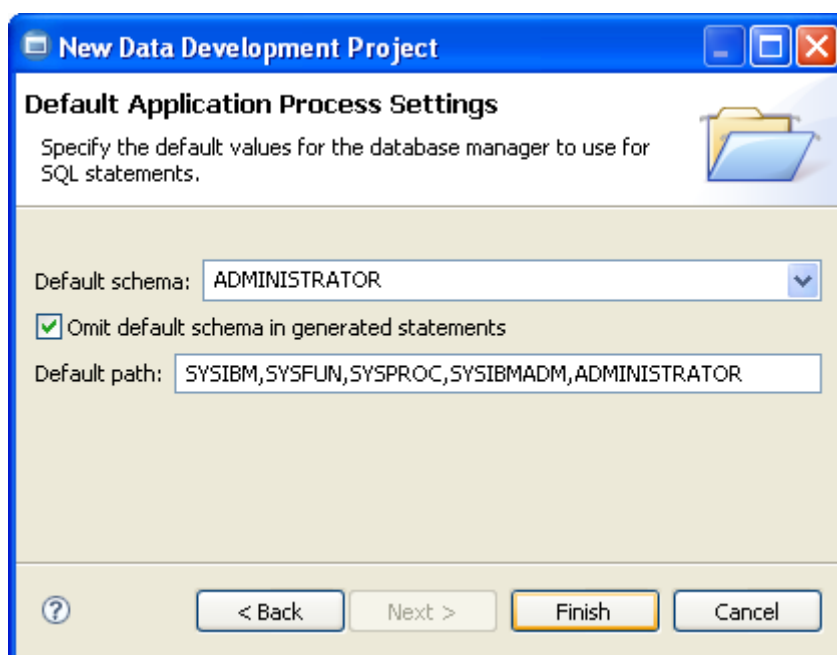 New Data Development Project
Default Application Process Settings
Specify the default values for the database manager to use for
SQL statements.
Default schema: ADMINISTRATOR
Omit default schema in generated statements
Default path: SYSIBM,SYSFUN,SYSPROC,SYSIBMADM,ADMINISTRATOR
? < Back Next > Finish Cancel